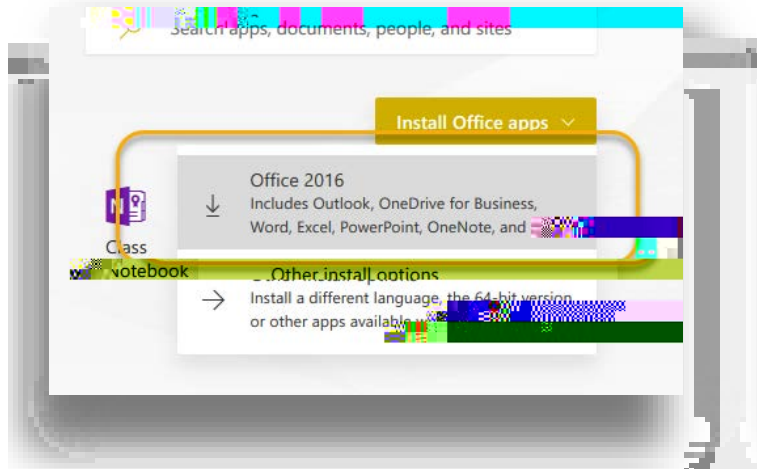 Search apps, documents, people, and sites
Install Office apps
Office 2016
Includes Outlook, OneDrive for Business,
Word, Excel, PowerPoint, OneNote, and
Class
Notebook
Other install options
Install a different language, the 64-bit version
or other apps available